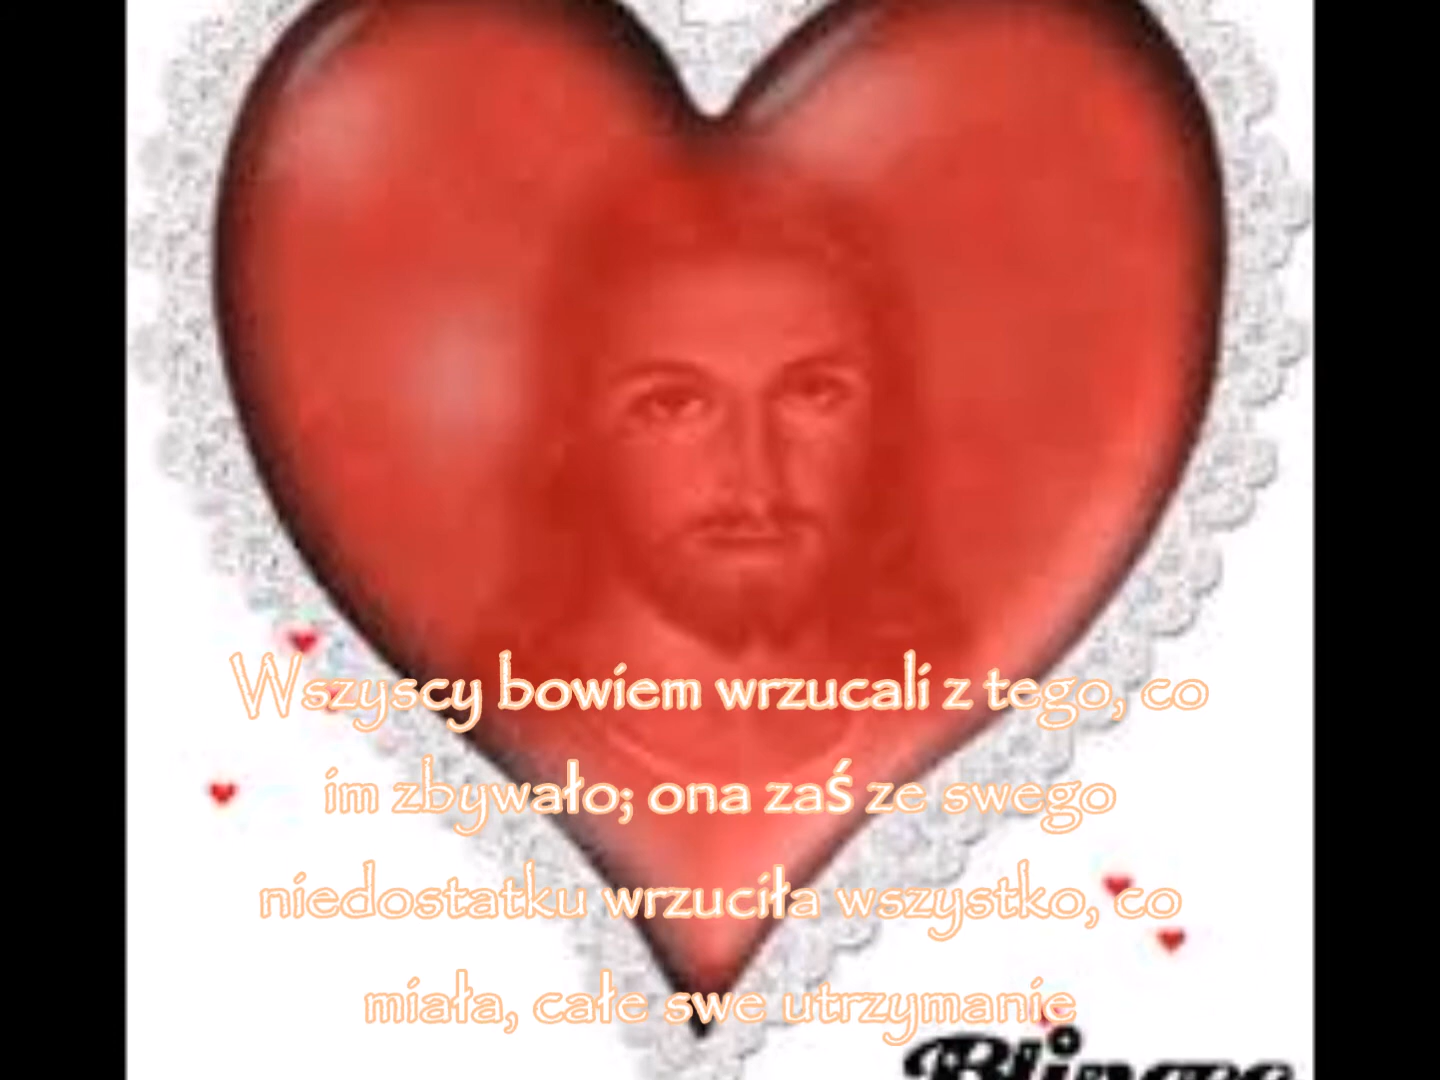 Wszyscy bowiem wrzucali z tego, co
im zbywało; ona zaś ze swego
niedostatku wrzuciła wszystko, co
miała, całe swe utrzymanie
Blingee